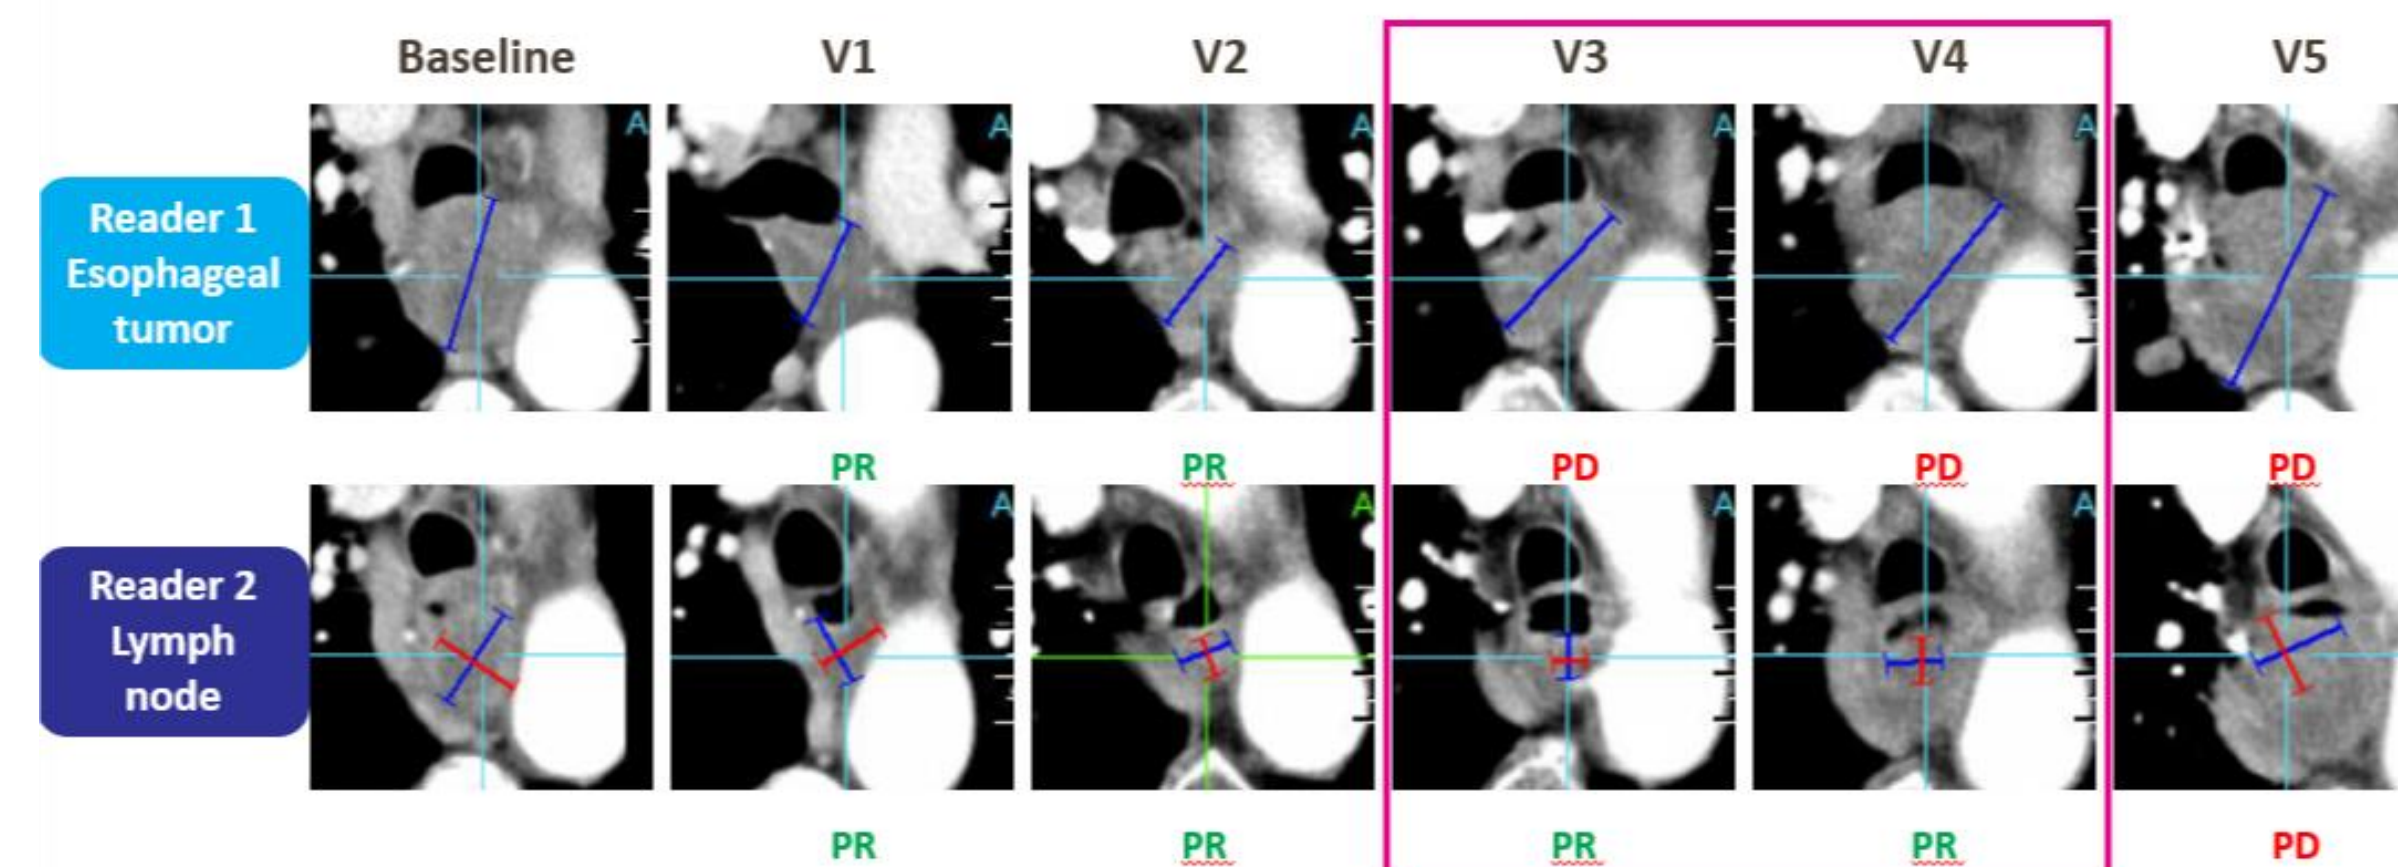 Baseline V1 V2 V3 V4 V5
A A A A A
Reader 1
Esophageal
tumor
PR PR PD PD PD
A A A A
Reader 2
Lymph
node
PR PR PR PR PD